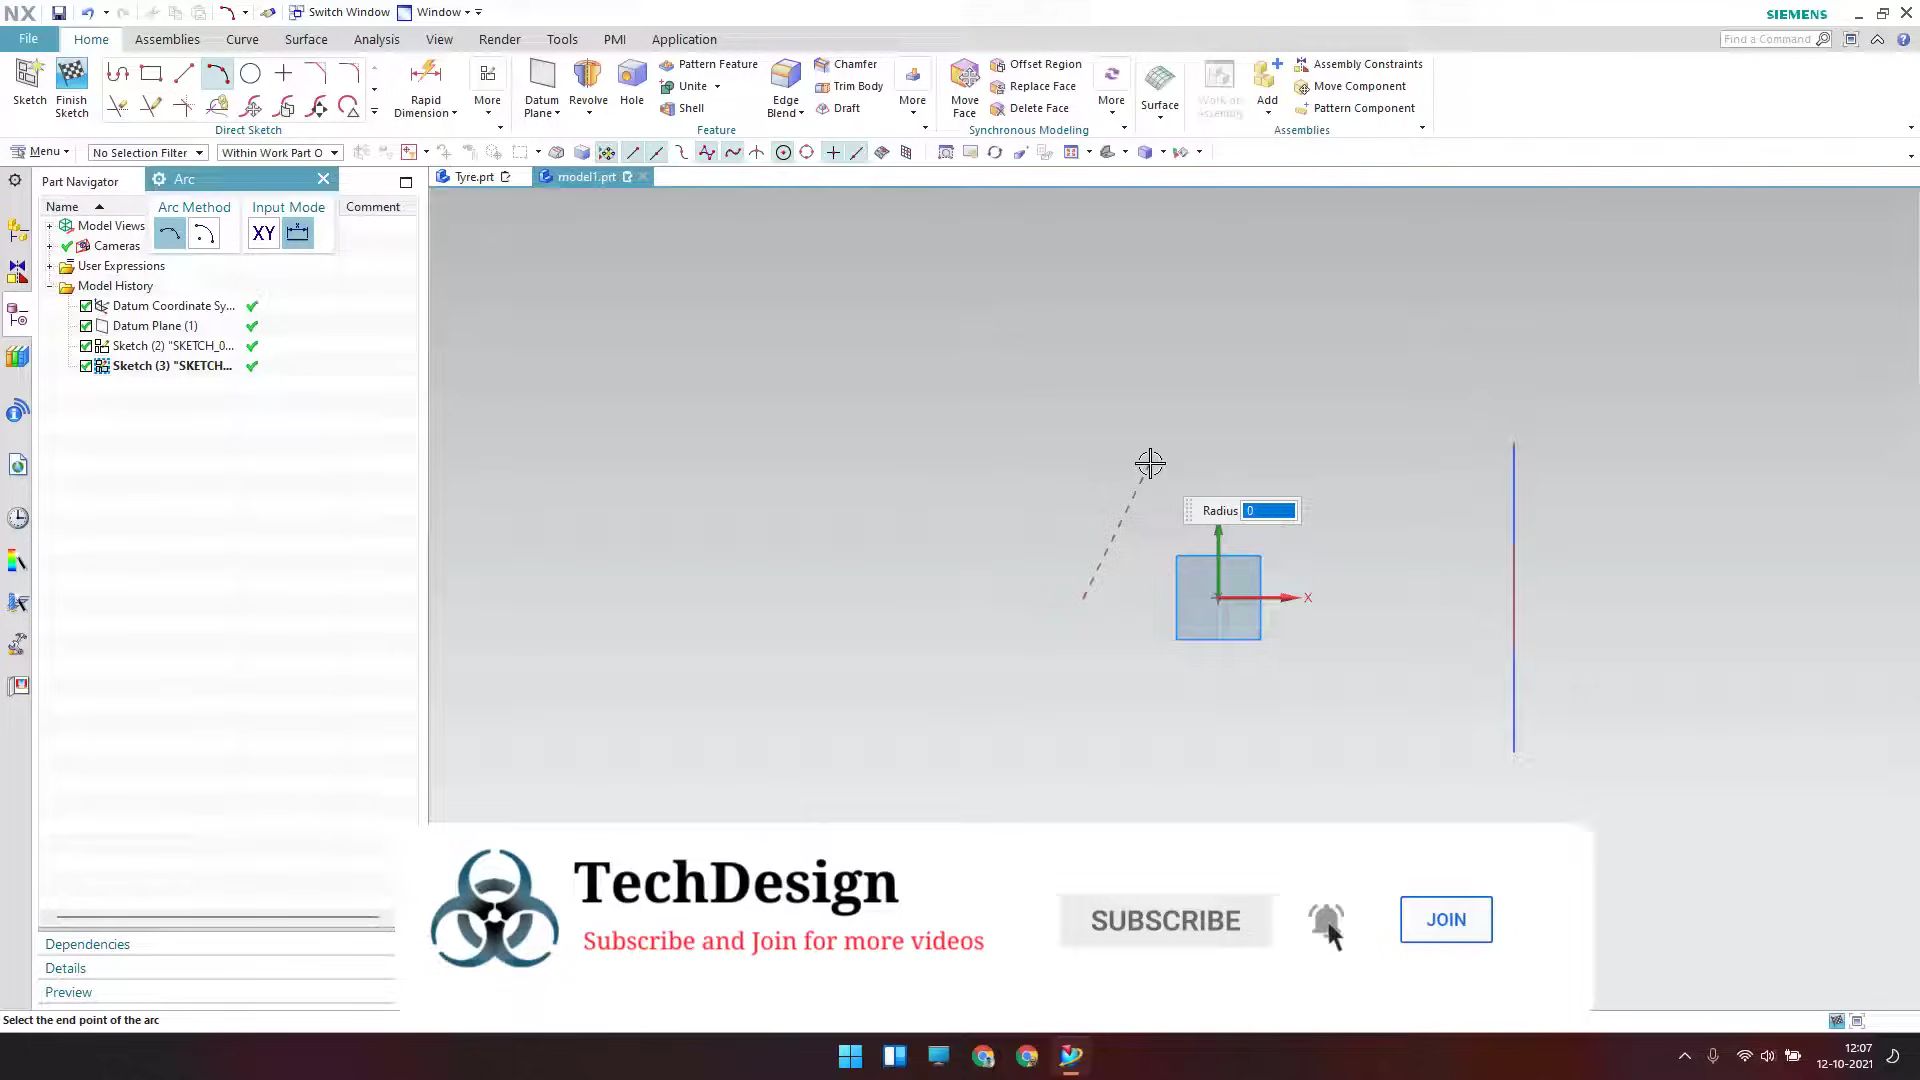 NX
Switch Window
Window
SIEMENS
File
Home
Assemblies
Curve
Surface
Analysis
View
Render
Tools
PMI
Application
Find a Command
Sketch
Finish
Sketch
Direct Sketch
Rapid
Dimension
More
Datum
Plane
Revolve
Hole
Pattern Feature
Unite
Shell
Edge
Blend
Chamfer
Trim Body
Draft
More
Feature
Move
Face
Offset Region
Replace Face
Delete Face
More
Synchronous Modeling
Surface
Work on
Assembly
Add
Assembly Constraints
Move Component
Pattern Component
Assemblies
Menu
No Selection Filter
Within Work Part O
Part Navigator
Arc
Tyre.prt
model1.prt
Name
Arc Method
Input Mode
Comment
XY
Model Views
Cameras
User Expressions
Model History
Datum Coordinate Sy...
Datum Plane (1)
Sketch (2) "SKETCH_0...
Sketch (3) "SKETCH...
Radius 0
X
TechDesign
Subscribe and Join for more videos
SUBSCRIBE
JOIN
Dependencies
Details
Preview
Select the end point of the arc
12:07
12-10-2021